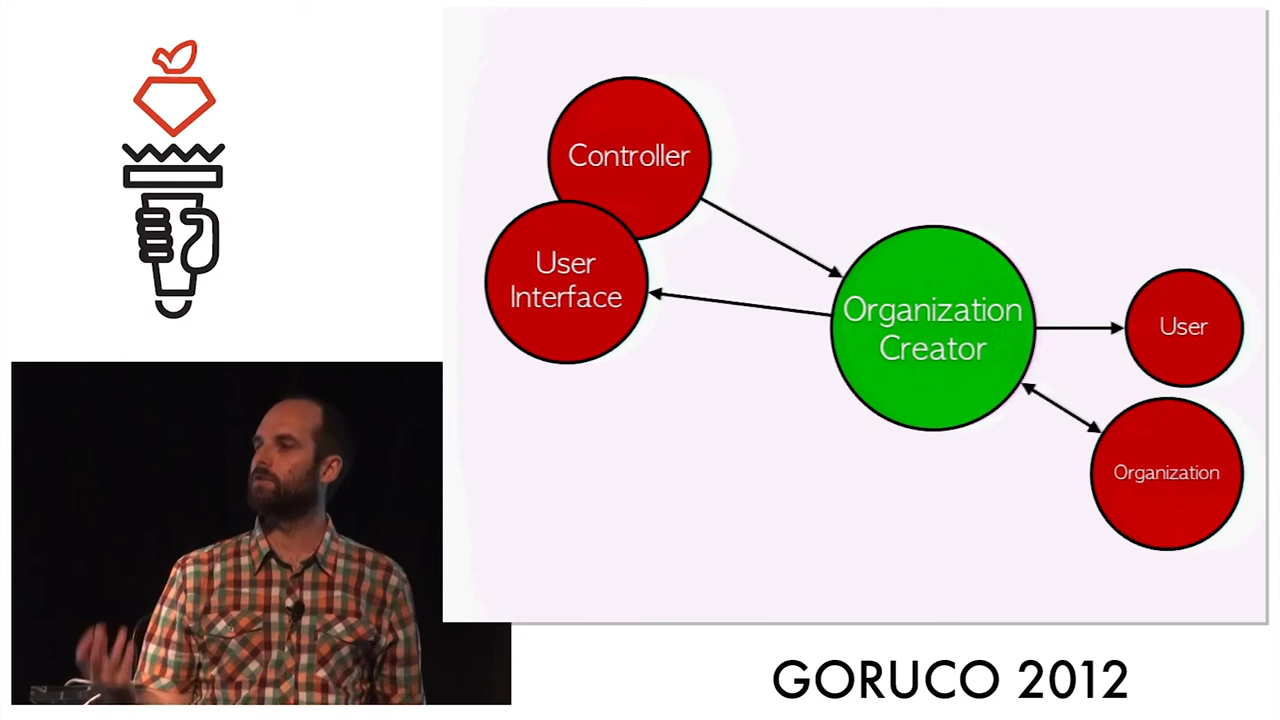 Controller
User
Interface
Organization
Creator
User
Organization
GORUCO 2012